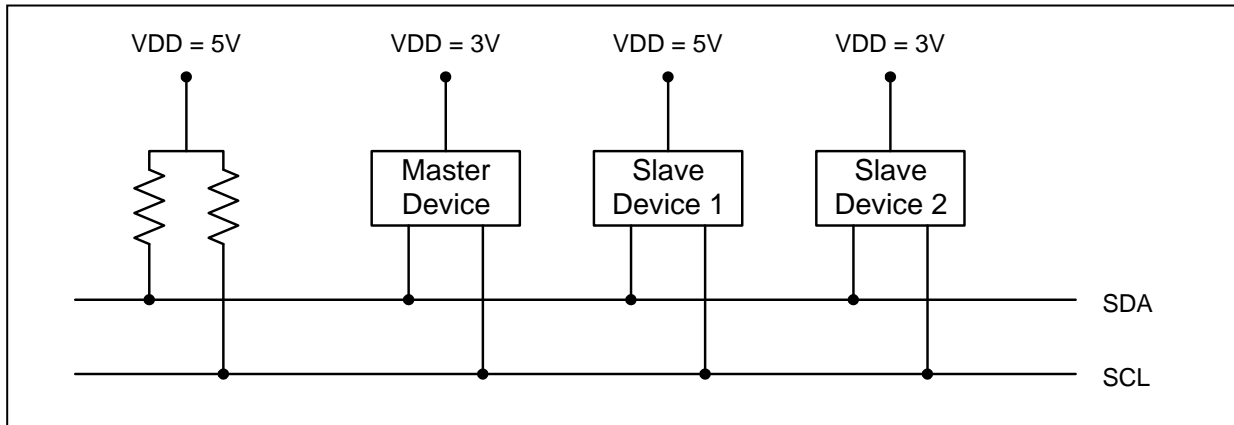 VDD = 5V
VDD = 3V
VDD = 5V
VDD = 3V
Master
Device
Slave
Device 1
Slave
Device 2
SDA
SCL